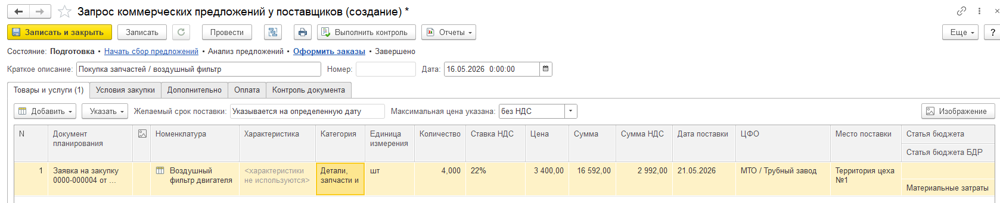 Запрос коммерческих предложений у поставщиков (создание) *
Записать и закрыть Записать Провести Выполнить контроль Отчеты Еще ?
Состояние: Подготовка • Начать сбор предложений • Анализ предложений • Оформить заказы • Завершено
Краткое описание: Покупка запчастей / воздушный фильтр Номер: Дата: 16.05.2026 0:00:00
Товары и услуги (1) Условия закупки Дополнительно Оплата Контроль документа
Добавить Указать Желаемый срок поставки: Указывается на определенную дату Максимальная цена указана: без НДС Изображение
N Документ планирования Номенклатура Характеристика Категория Единица измерения Количество Ставка НДС Цена Сумма Сумма НДС Дата поставки ЦФО Место поставки Статья бюджета
Статья бюджета БДР
1 Заявка на закупку Воздушный <характеристики Детали, шт 4,000 22% 3 400,00 16 592,00 2 992,00 21.05.2026 МТО / Трубный завод Территория цеха
0000-000004 от ... фильтр двигателя не используются> запчасти и №1
Материальные затраты